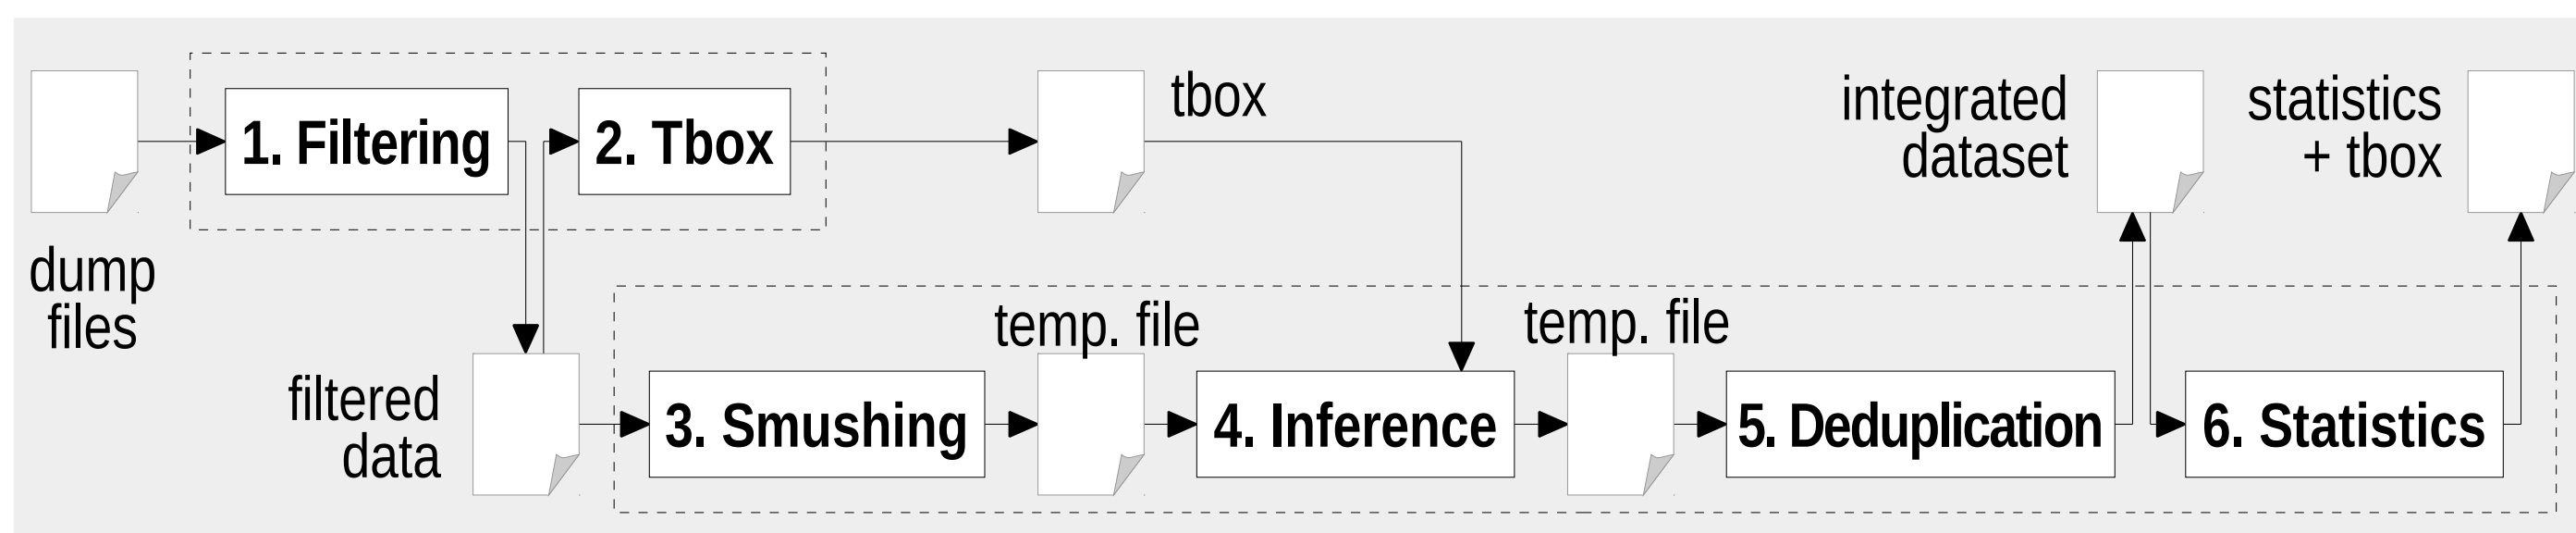 1. Filtering
2. Tbox
tbox
integrated
dataset
statistics
+ tbox
dump
files
filtered
data
temp. file
temp. file
3. Smushing
4. Inference
5. Deduplication
6. Statistics